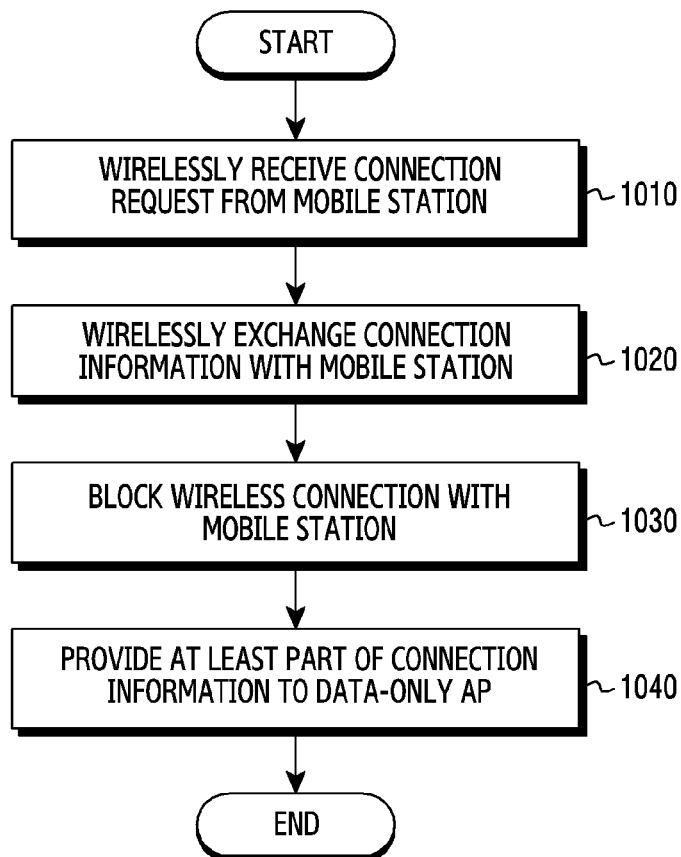 START
WIRELESSLY RECEIVE CONNECTION
REQUEST FROM MOBILE STATION
1010
WIRELESSLY EXCHANGE CONNECTION
INFORMATION WITH MOBILE STATION
1020
BLOCK WIRELESS CONNECTION WITH
MOBILE STATION
1030
PROVIDE AT LEAST PART OF CONNECTION
INFORMATION TO DATA-ONLY AP
1040
END